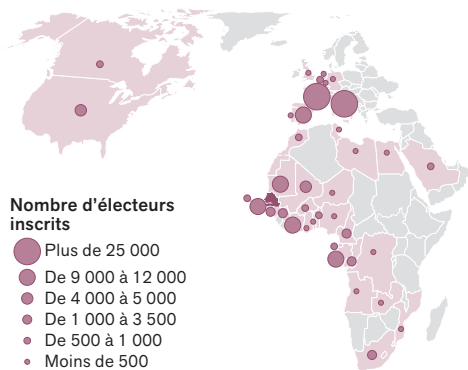 Nombre d'électeurs
inscrits
Plus de 25 000
De 9 000 à 12 000
De 4 000 à 5 000
De 1 000 à 3 500
De 500 à 1 000
Moins de 500